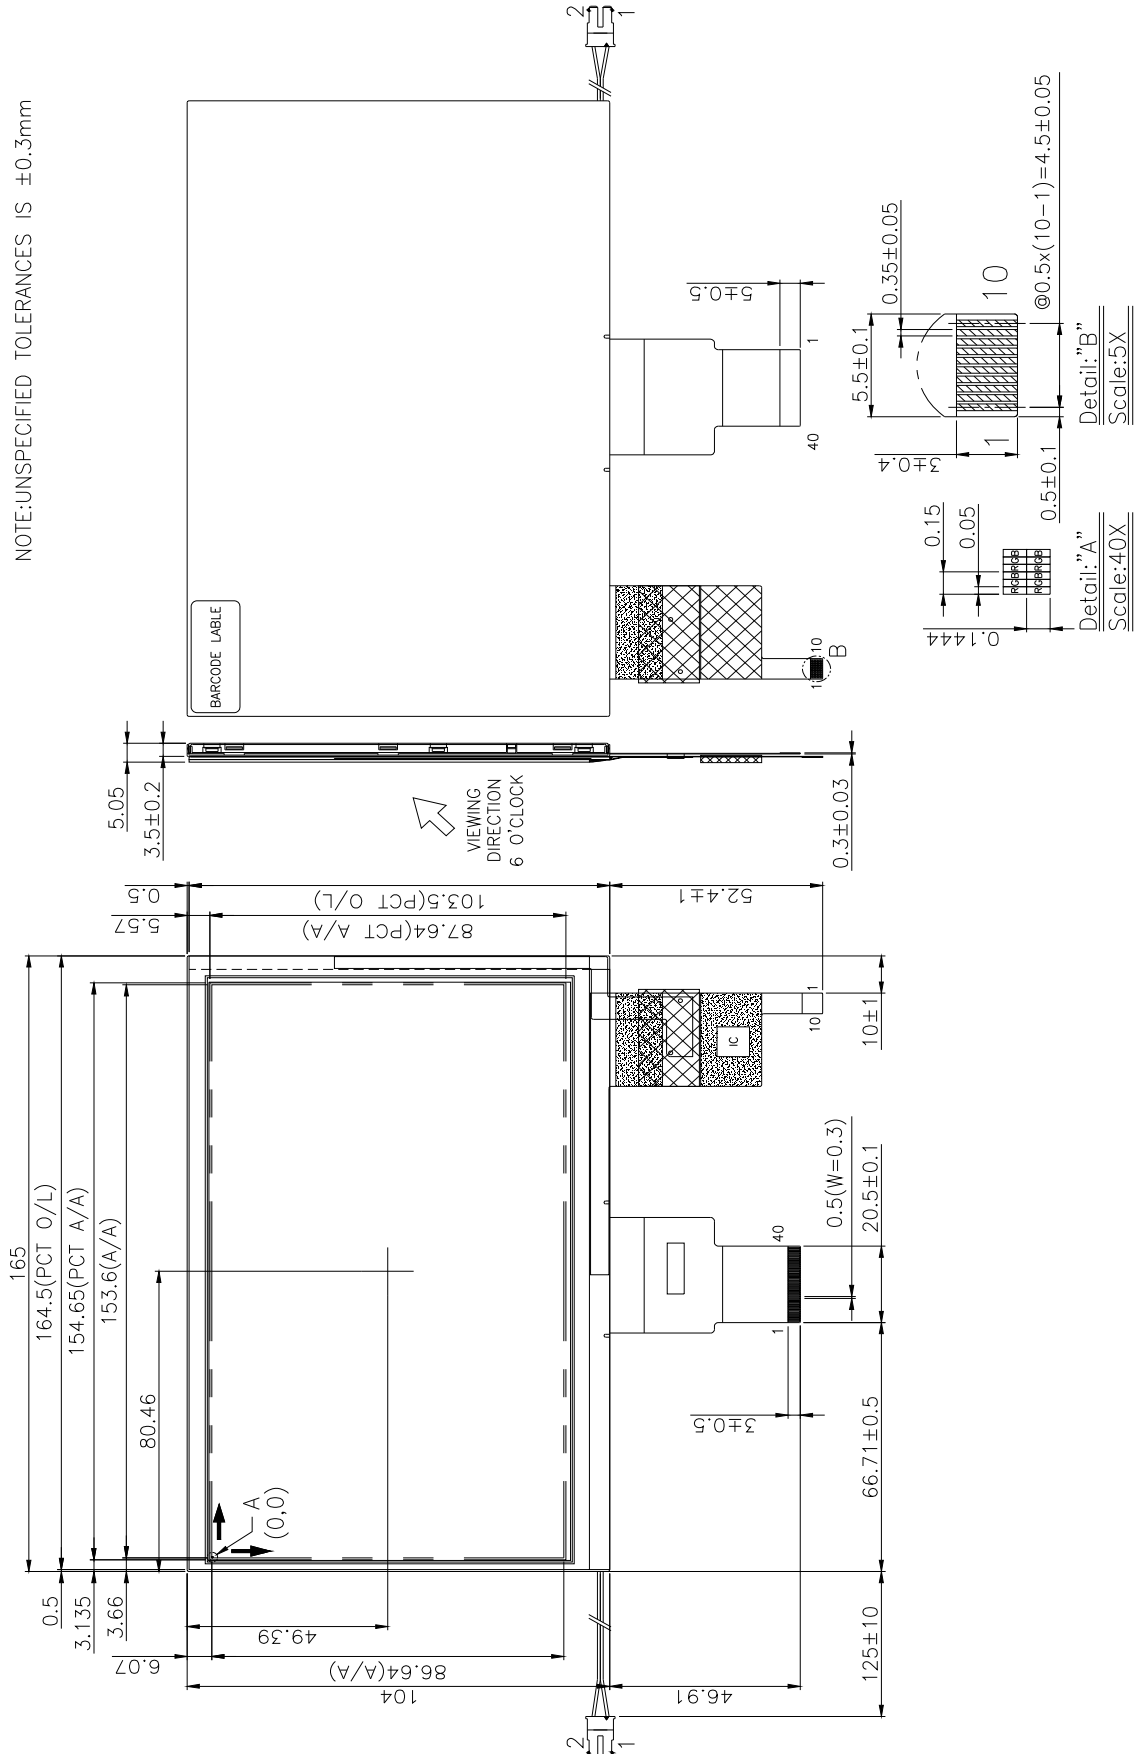 NOTE:UNSPECIFIED TOLERANCES IS ±0.3mm
165
164.5(PCT O/L)
154.65(PCT A/A)
153.6(A/A)
80.46
0.5
3.135
3.66
6.07
49.39
86.64(A/A)
104
46.91
A
(0,0)
0.5
5.57
103.5(PCT O/L)
87.64(PCT A/A)
52.4±1
IC
10
1
10±1
40
1
0.5(W=0.3)
20.5±0.1
3±0.5
66.71±0.5
125±10
2
1
5.05
3.5±0.2
VIEWING
DIRECTION
6 O'CLOCK
0.3±0.03
BARCODE LABLE
2
1
5±0.5
1
40
1
10
B
0.15
0.05
RGBRGB
RGBRGB
0.1444
Detail:"A"
Scale:40X
0.35±0.05
5.5±0.1
3±0.4
1
10
0.5±0.1
@0.5x(10-1)=4.5±0.05
Detail:"B"
Scale:5X